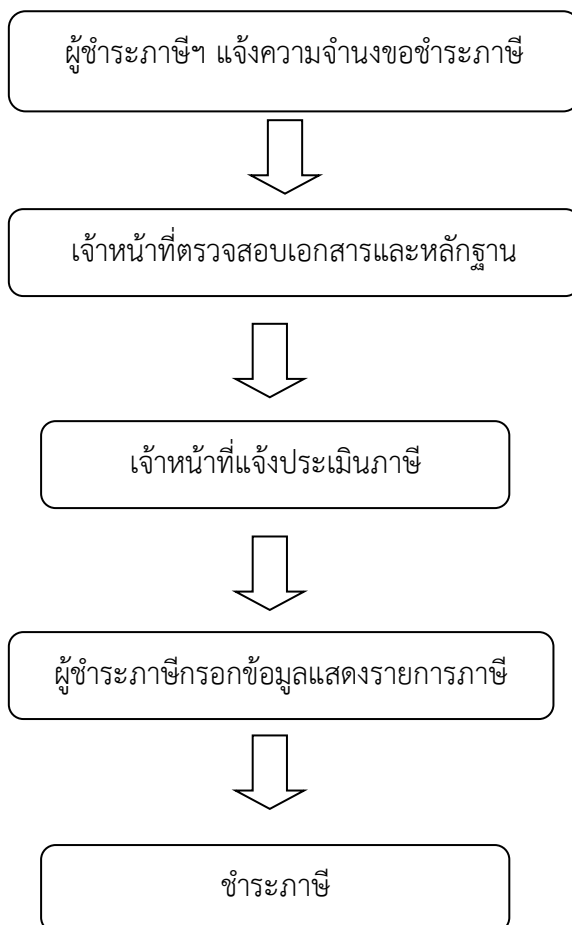 ผู้ชำระภาษีฯ แจ้งความจำนงขอชำระภาษี
เจ้าหน้าที่ตรวจสอบเอกสารและหลักฐาน
เจ้าหน้าที่แจ้งประเมินภาษี
ผู้ชำระภาษีกรอกข้อมูลแสดงรายการภาษี
ชำระภาษี